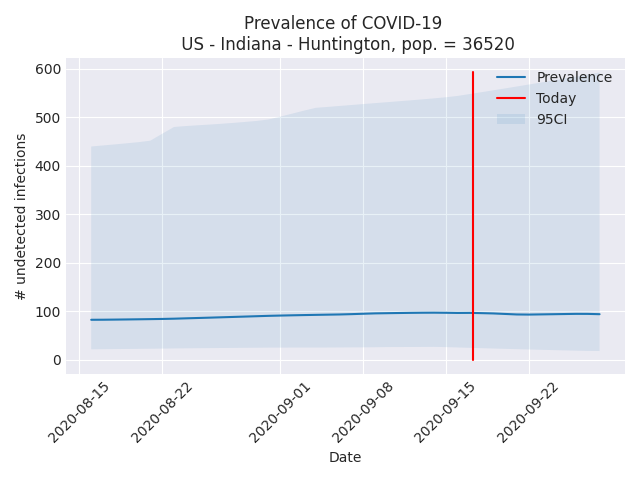 Prevalence of COVID-19
US - Indiana - Huntington, pop. = 36520
# undetected infections
600
500
400
300
200
100
0
Prevalence
Today
95CI
2020-08-15
2020-08-22
2020-09-01
2020-09-08
2020-09-15
2020-09-22
Date